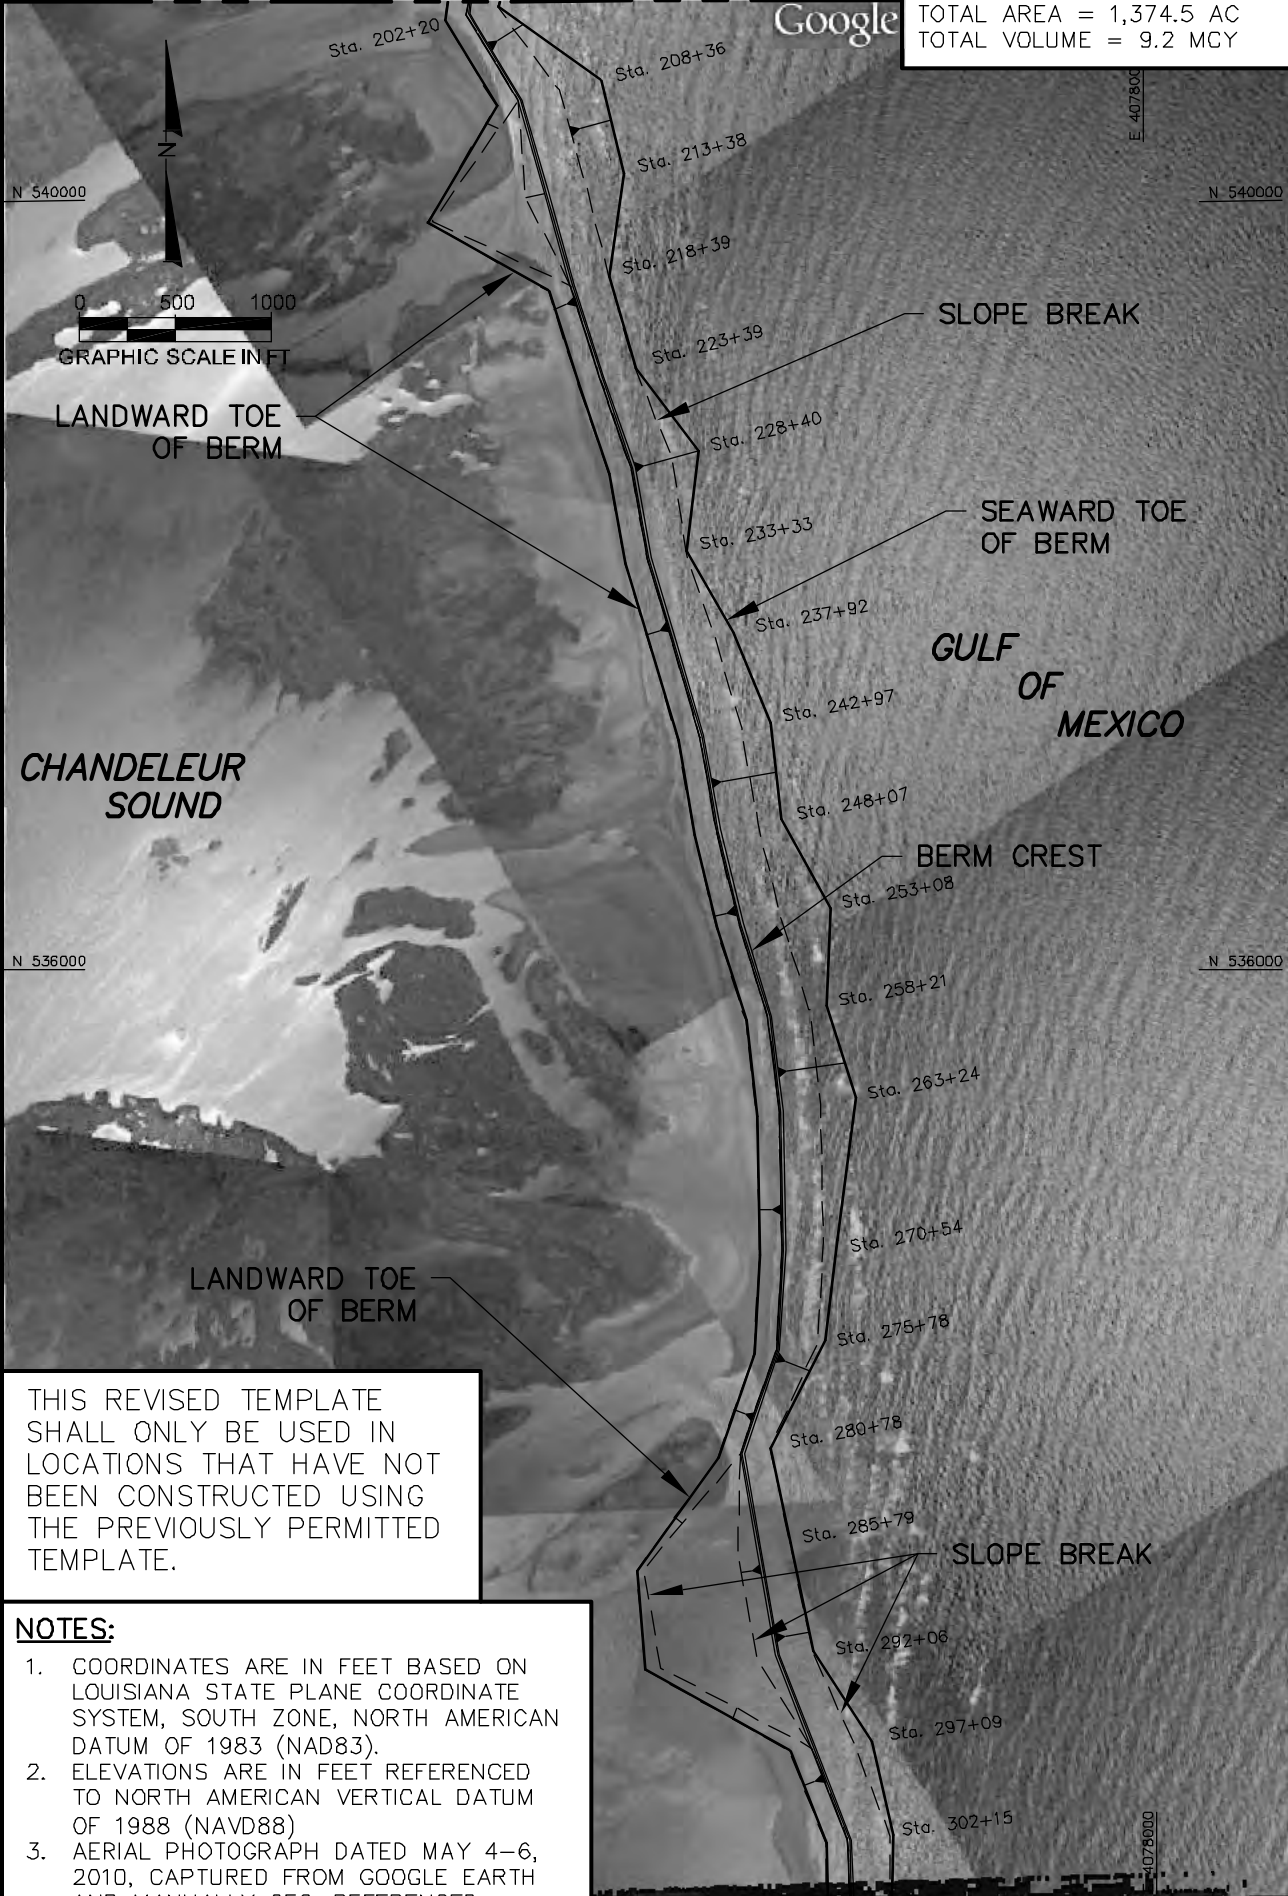 Google
TOTAL AREA = 1,374.5 AC
TOTAL VOLUME = 9.2 MCY
Sta. 202+20
Sta. 208+36
E 4078000
Sta. 213+38
N
N 540000
N 540000
Sta. 218+39
0 500 1000
GRAPHIC SCALE IN FT
SLOPE BREAK
Sta. 223+39
LANDWARD TOE
OF BERM
Sta. 228+40
SEAWARD TOE
OF BERM
Sta. 233+33
Sta. 237+92
GULF
OF
MEXICO
Sta. 242+97
CHANDELEUR
SOUND
Sta. 248+07
BERM CREST
Sta. 253+08
N 536000
N 536000
Sta. 258+21
Sta. 263+24
Sta. 270+54
LANDWARD TOE
OF BERM
Sta. 275+78
THIS REVISED TEMPLATE
SHALL ONLY BE USED IN
LOCATIONS THAT HAVE NOT
BEEN CONSTRUCTED USING
THE PREVIOUSLY PERMITTED
TEMPLATE.
Sta. 280+78
Sta. 285+79
SLOPE BREAK
Sta. 292+06
Sta. 297+09
Sta. 302+15
4078000
NOTES:
1. COORDINATES ARE IN FEET BASED ON
LOUISIANA STATE PLANE COORDINATE
SYSTEM, SOUTH ZONE, NORTH AMERICAN
DATUM OF 1983 (NAD83).
2. ELEVATIONS ARE IN FEET REFERENCED
TO NORTH AMERICAN VERTICAL DATUM
OF 1988 (NAVD88)
3. AERIAL PHOTOGRAPH DATED MAY 4–6,
2010, CAPTURED FROM GOOGLE EARTH